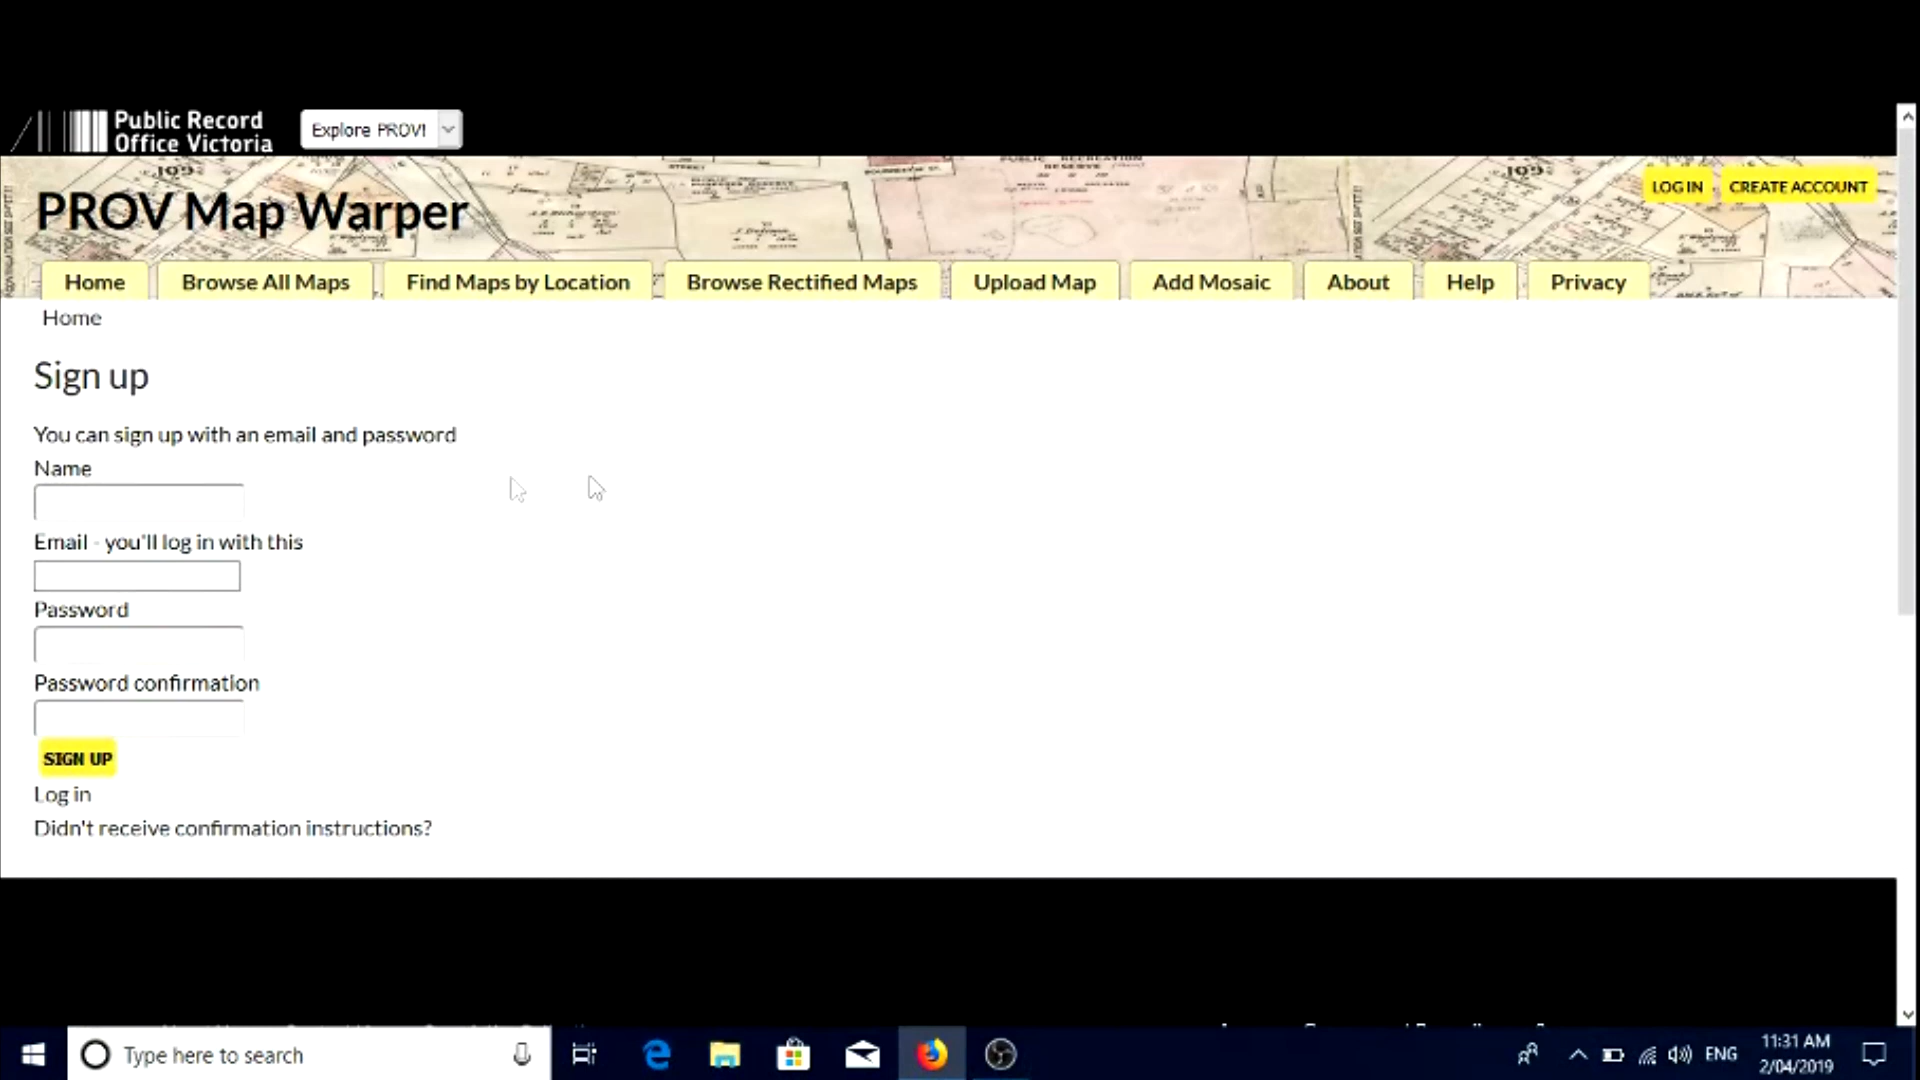 Public Record
Office Victoria
Explore PROV!
PROV Map Warper
LOG IN
CREATE ACCOUNT
Home
Browse All Maps
Find Maps by Location
Browse Rectified Maps
Upload Map
Add Mosaic
About
Help
Privacy
Home
Sign up
You can sign up with an email and password
Name
Email - you'll log in with this
Password
Password confirmation
SIGN UP
Log in
Didn't receive confirmation instructions?
Type here to search
ENG
11:31 AM
2/04/2019